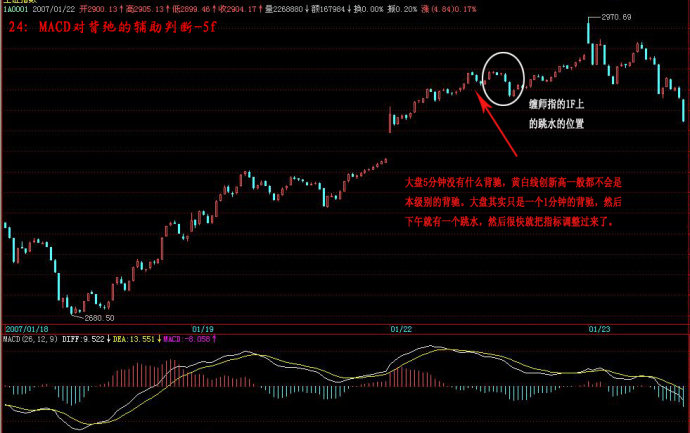 1A0001 2007/01/22 开2900.13↑高2905.13↑低2899.46↑收2904.17↑量2268880↓额167984↓换0.00% 振0.20% 涨(4.84)0.17%
24: MACD对背弛的辅助判断-5f
2970.69
缠师指的1F上
的跳水的位置
大盘5分钟没有什么背驰，黄白线创新高一般都不会是
本级别的背驰。大盘其实只是一个1分钟的背驰，然后
下午就有一个跳水，然后很快就把指标调整过来了。
2680.50
2007/01/18 01/19 01/22 01/23
MACD(26,12,9) DIFF:9.522↓DEA:13.551↓MACD:-8.058↑